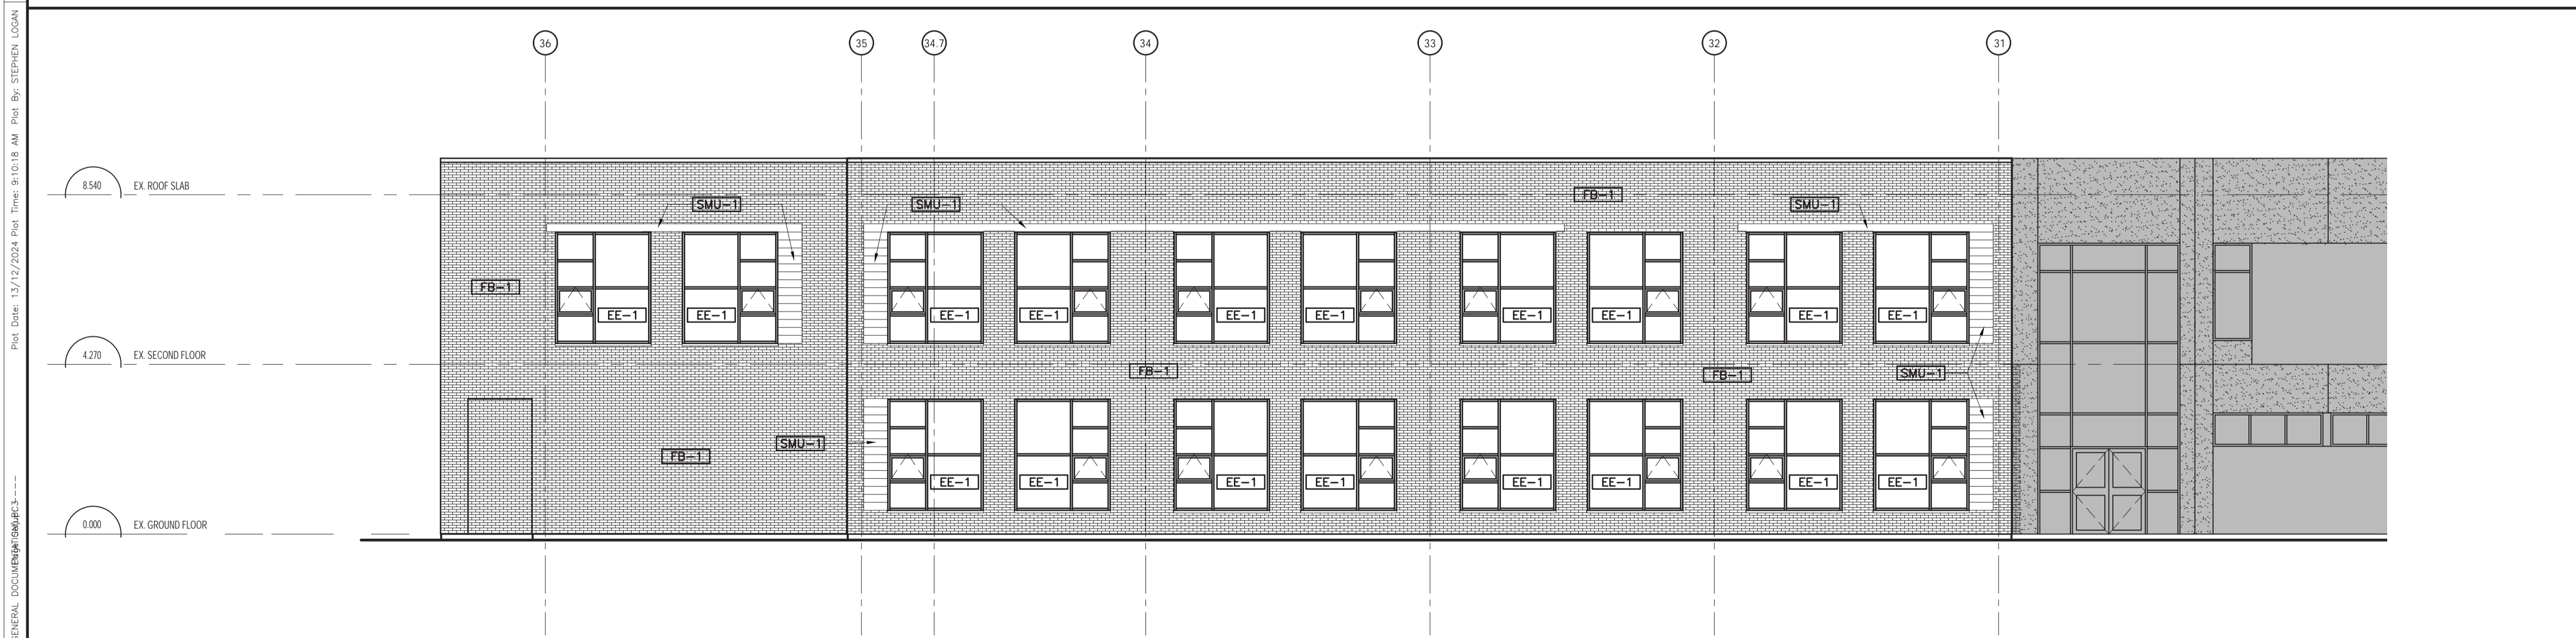 Plot Date: 13/12/2024 Plot Time: 9:10:18 AM Plot By: STEPHEN LOGAN
GENERAL DOCUMENTATION
36
35
34.7
34
33
32
31
8.540 EX. ROOF SLAB
FB-1
SMU-1
SMU-1
SMU-1
FB-1
EE-1
EE-1
EE-1
EE-1
EE-1
EE-1
EE-1
EE-1
EE-1
EE-1
4.270 EX. SECOND FLOOR
FB-1
FB-1
SMU-1
SMU-1
FB-1
EE-1
EE-1
EE-1
EE-1
EE-1
EE-1
EE-1
EE-1
0.000 EX. GROUND FLOOR